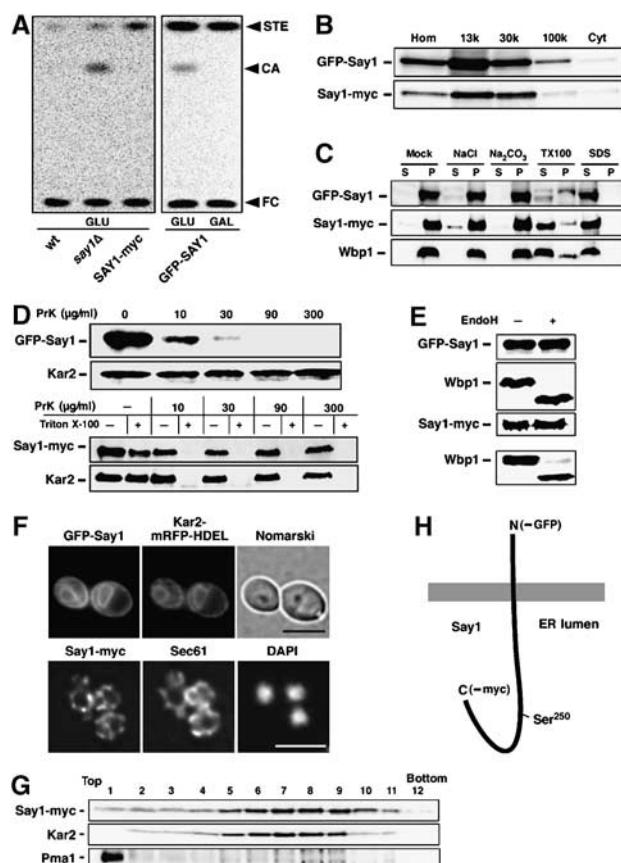 A
STE
CA
FC
GLU
GLU GAL
wt
say1Δ
SAY1-myc
GFP-SAY1
B
Hom 13k 30k 100k Cyt
GFP-Say1
Say1-myc
C
Mock NaCl Na2CO3 TX100 SDS
S P S P S P S P S P
GFP-Say1
Say1-myc
Wbp1
D
PrK (µg/ml) 0 10 30 90 300
GFP-Say1
Kar2
PrK (µg/ml) – 10 30 90 300
Triton X-100 – + – + – + – + – +
Say1-myc
Kar2
E
EndoH – +
GFP-Say1
Wbp1
Say1-myc
Wbp1
F
GFP-Say1 Kar2-mRFP-HDEL Nomarski
Say1-myc Sec61 DAPI
G
Top Bottom
1 2 3 4 5 6 7 8 9 10 11 12
Say1-myc
Kar2
Pma1
H
N(–GFP)
Say1 ER lumen
C(–myc)
Ser250